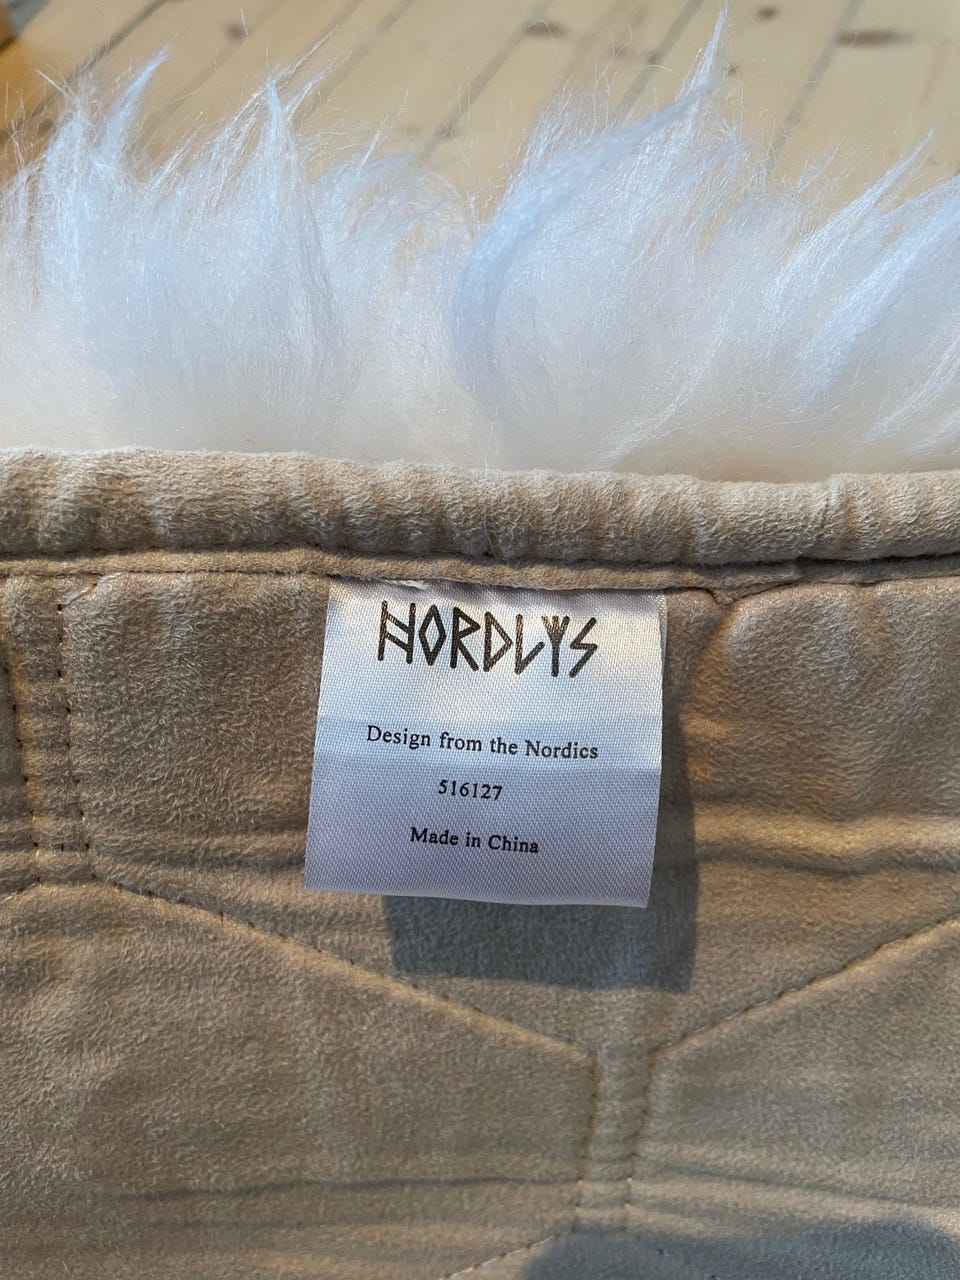 NORDLYS
Design from the Nordics
516127
Made in China